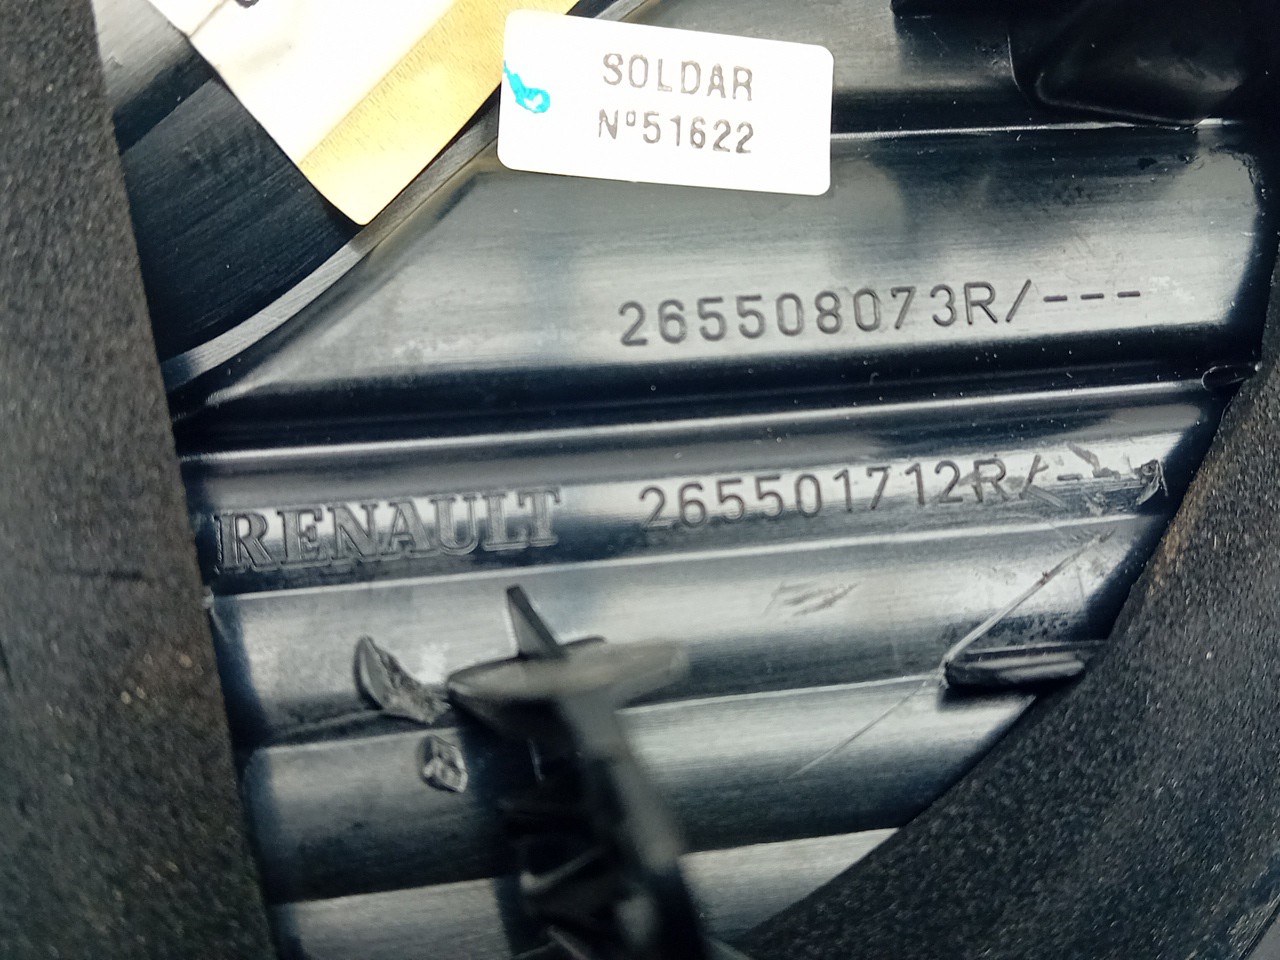 SOLDAR
Nº51622
265508073R/---
RENAULT 265501712R/---